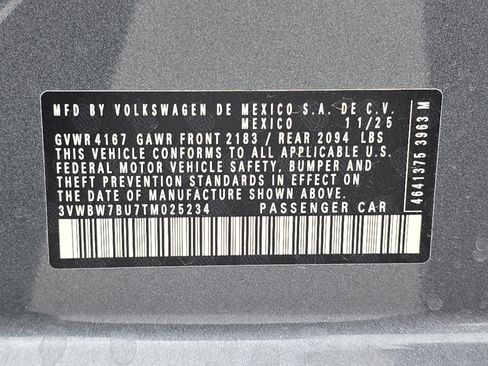 MFD BY VOLKSWAGEN DE MEXICO S.A. DE C.V.
MEXICO 11/25
GVWR 4167 GAWR FRONT 2183 / REAR 2094 LBS
THIS VEHICLE CONFORMS TO ALL APPLICABLE U.S.
FEDERAL MOTOR VEHICLE SAFETY, BUMPER AND
THEFT PREVENTION STANDARDS IN EFFECT ON THE
DATE OF MANUFACTURE SHOWN ABOVE.
3VWBW7BU7TM025234 PASSENGER CAR
4641375 3963 M